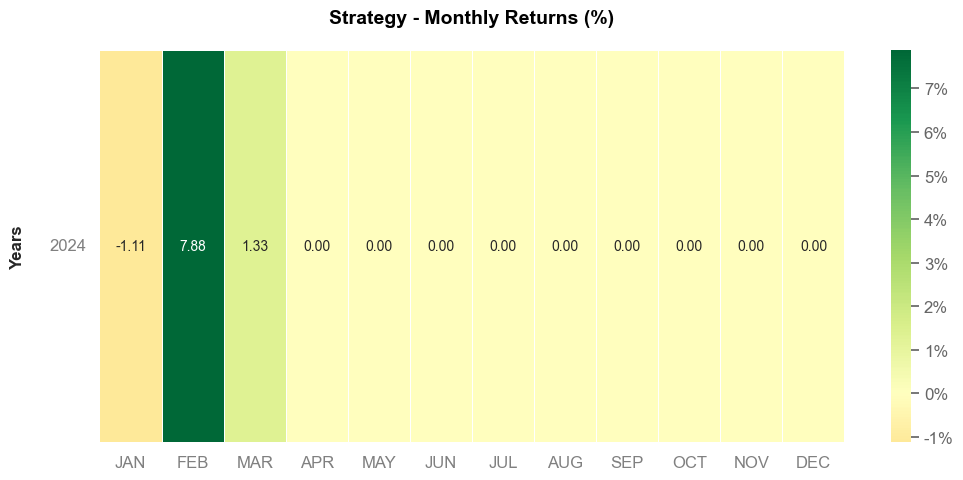 Strategy - Monthly Returns (%)
Years
2024
-1.11 7.88 1.33 0.00 0.00 0.00 0.00 0.00 0.00 0.00 0.00 0.00
JAN FEB MAR APR MAY JUN JUL AUG SEP OCT NOV DEC
7%
6%
5%
4%
3%
2%
1%
0%
-1%